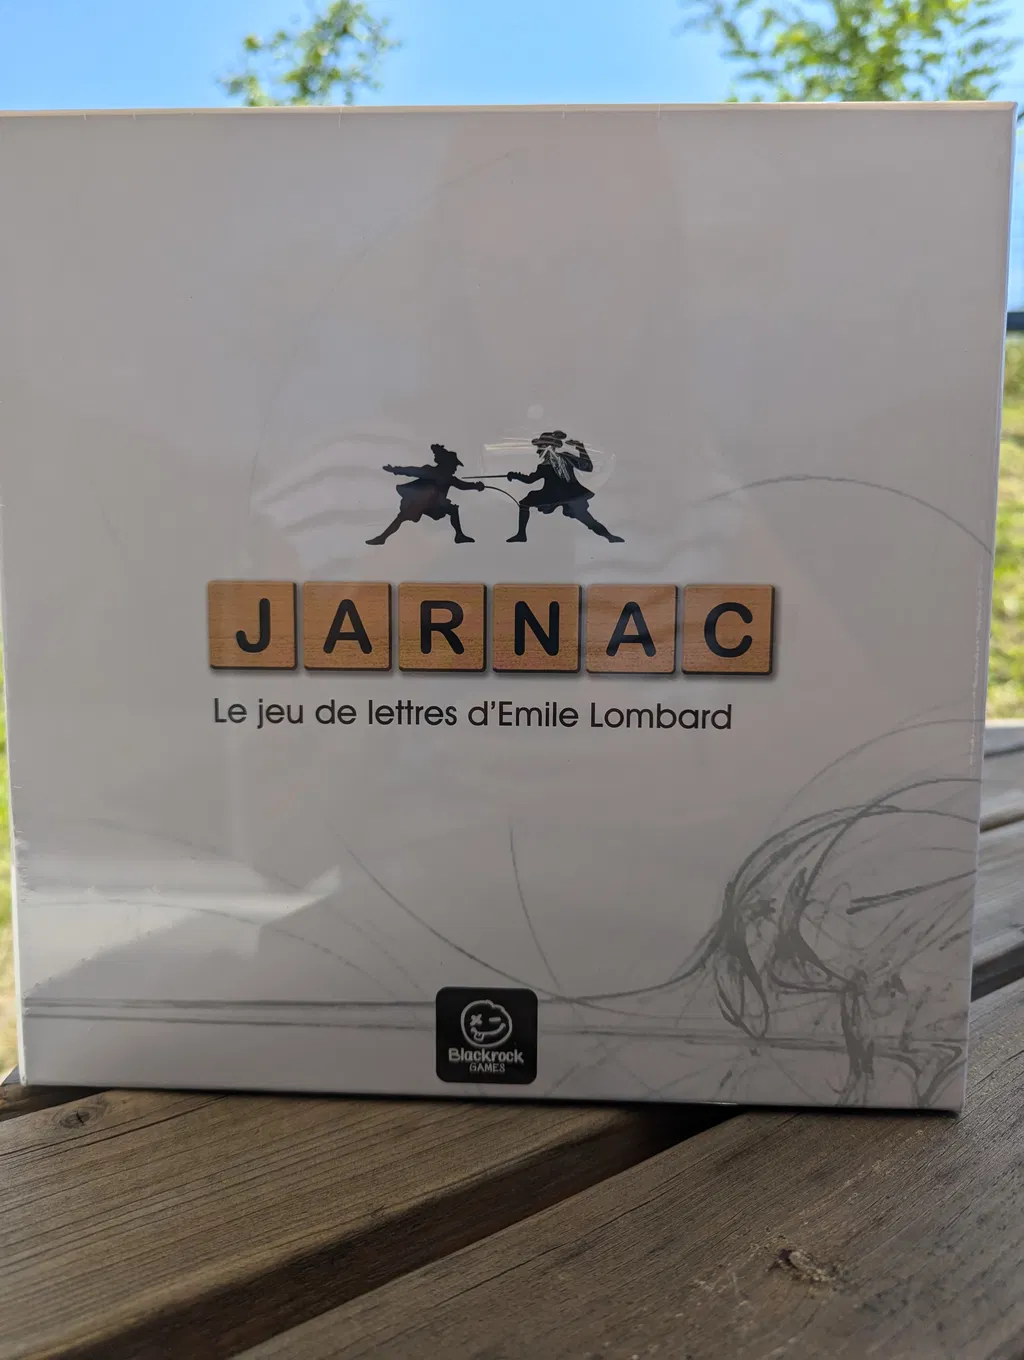 JARNAC
Le jeu de lettres d'Emile Lombard
Blackrock
GAMES